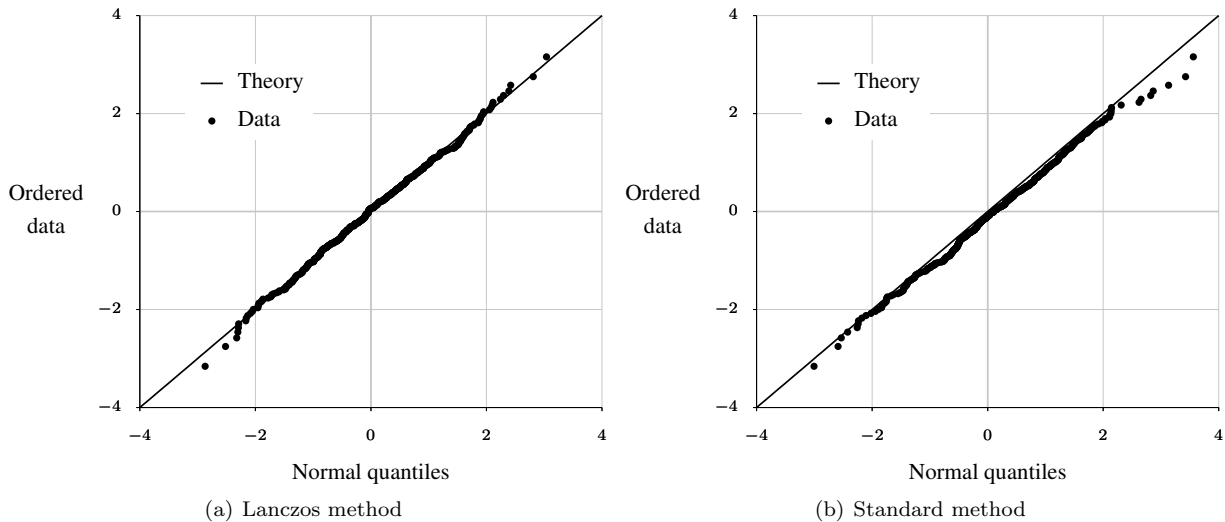 4
2
0
−2
−4
Ordered
data
Theory
Data
−4 −2 0 2 4
Normal quantiles
(a) Lanczos method
4
2
0
−2
−4
Ordered
data
Theory
Data
−4 −2 0 2 4
Normal quantiles
(b) Standard method